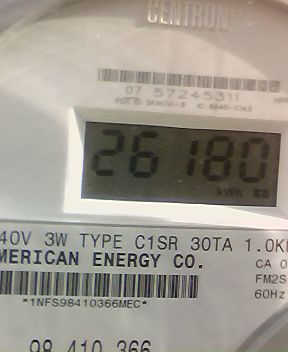 CENTRON
07 57245311
26180
kWh
40V 3W TYPE C1SR 30TA 1.0K
MERICAN ENERGY CO.
CA 0
FM2S
60Hz
*1NFS98410366MEC*
98 410 366